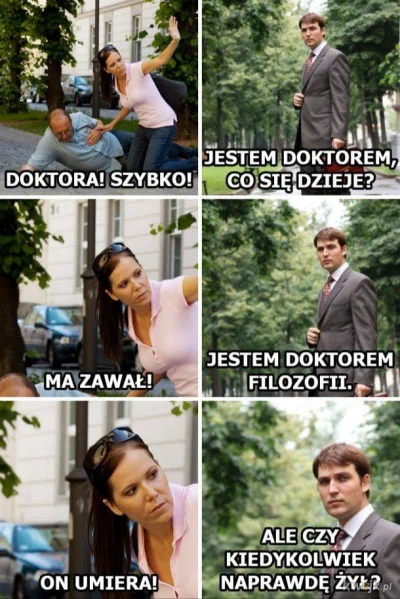 DOKTORA! SZYBKO!
JESTEM DOKTOREM,
CO SIĘ DZIEJE?
MA ZAWAŁ!
JESTEM DOKTOREM
FILOZOFII.
ON UMIERA!
ALE CZY
KIEDYKOLWIEK
NAPRAWDĘ ŻYŁ?